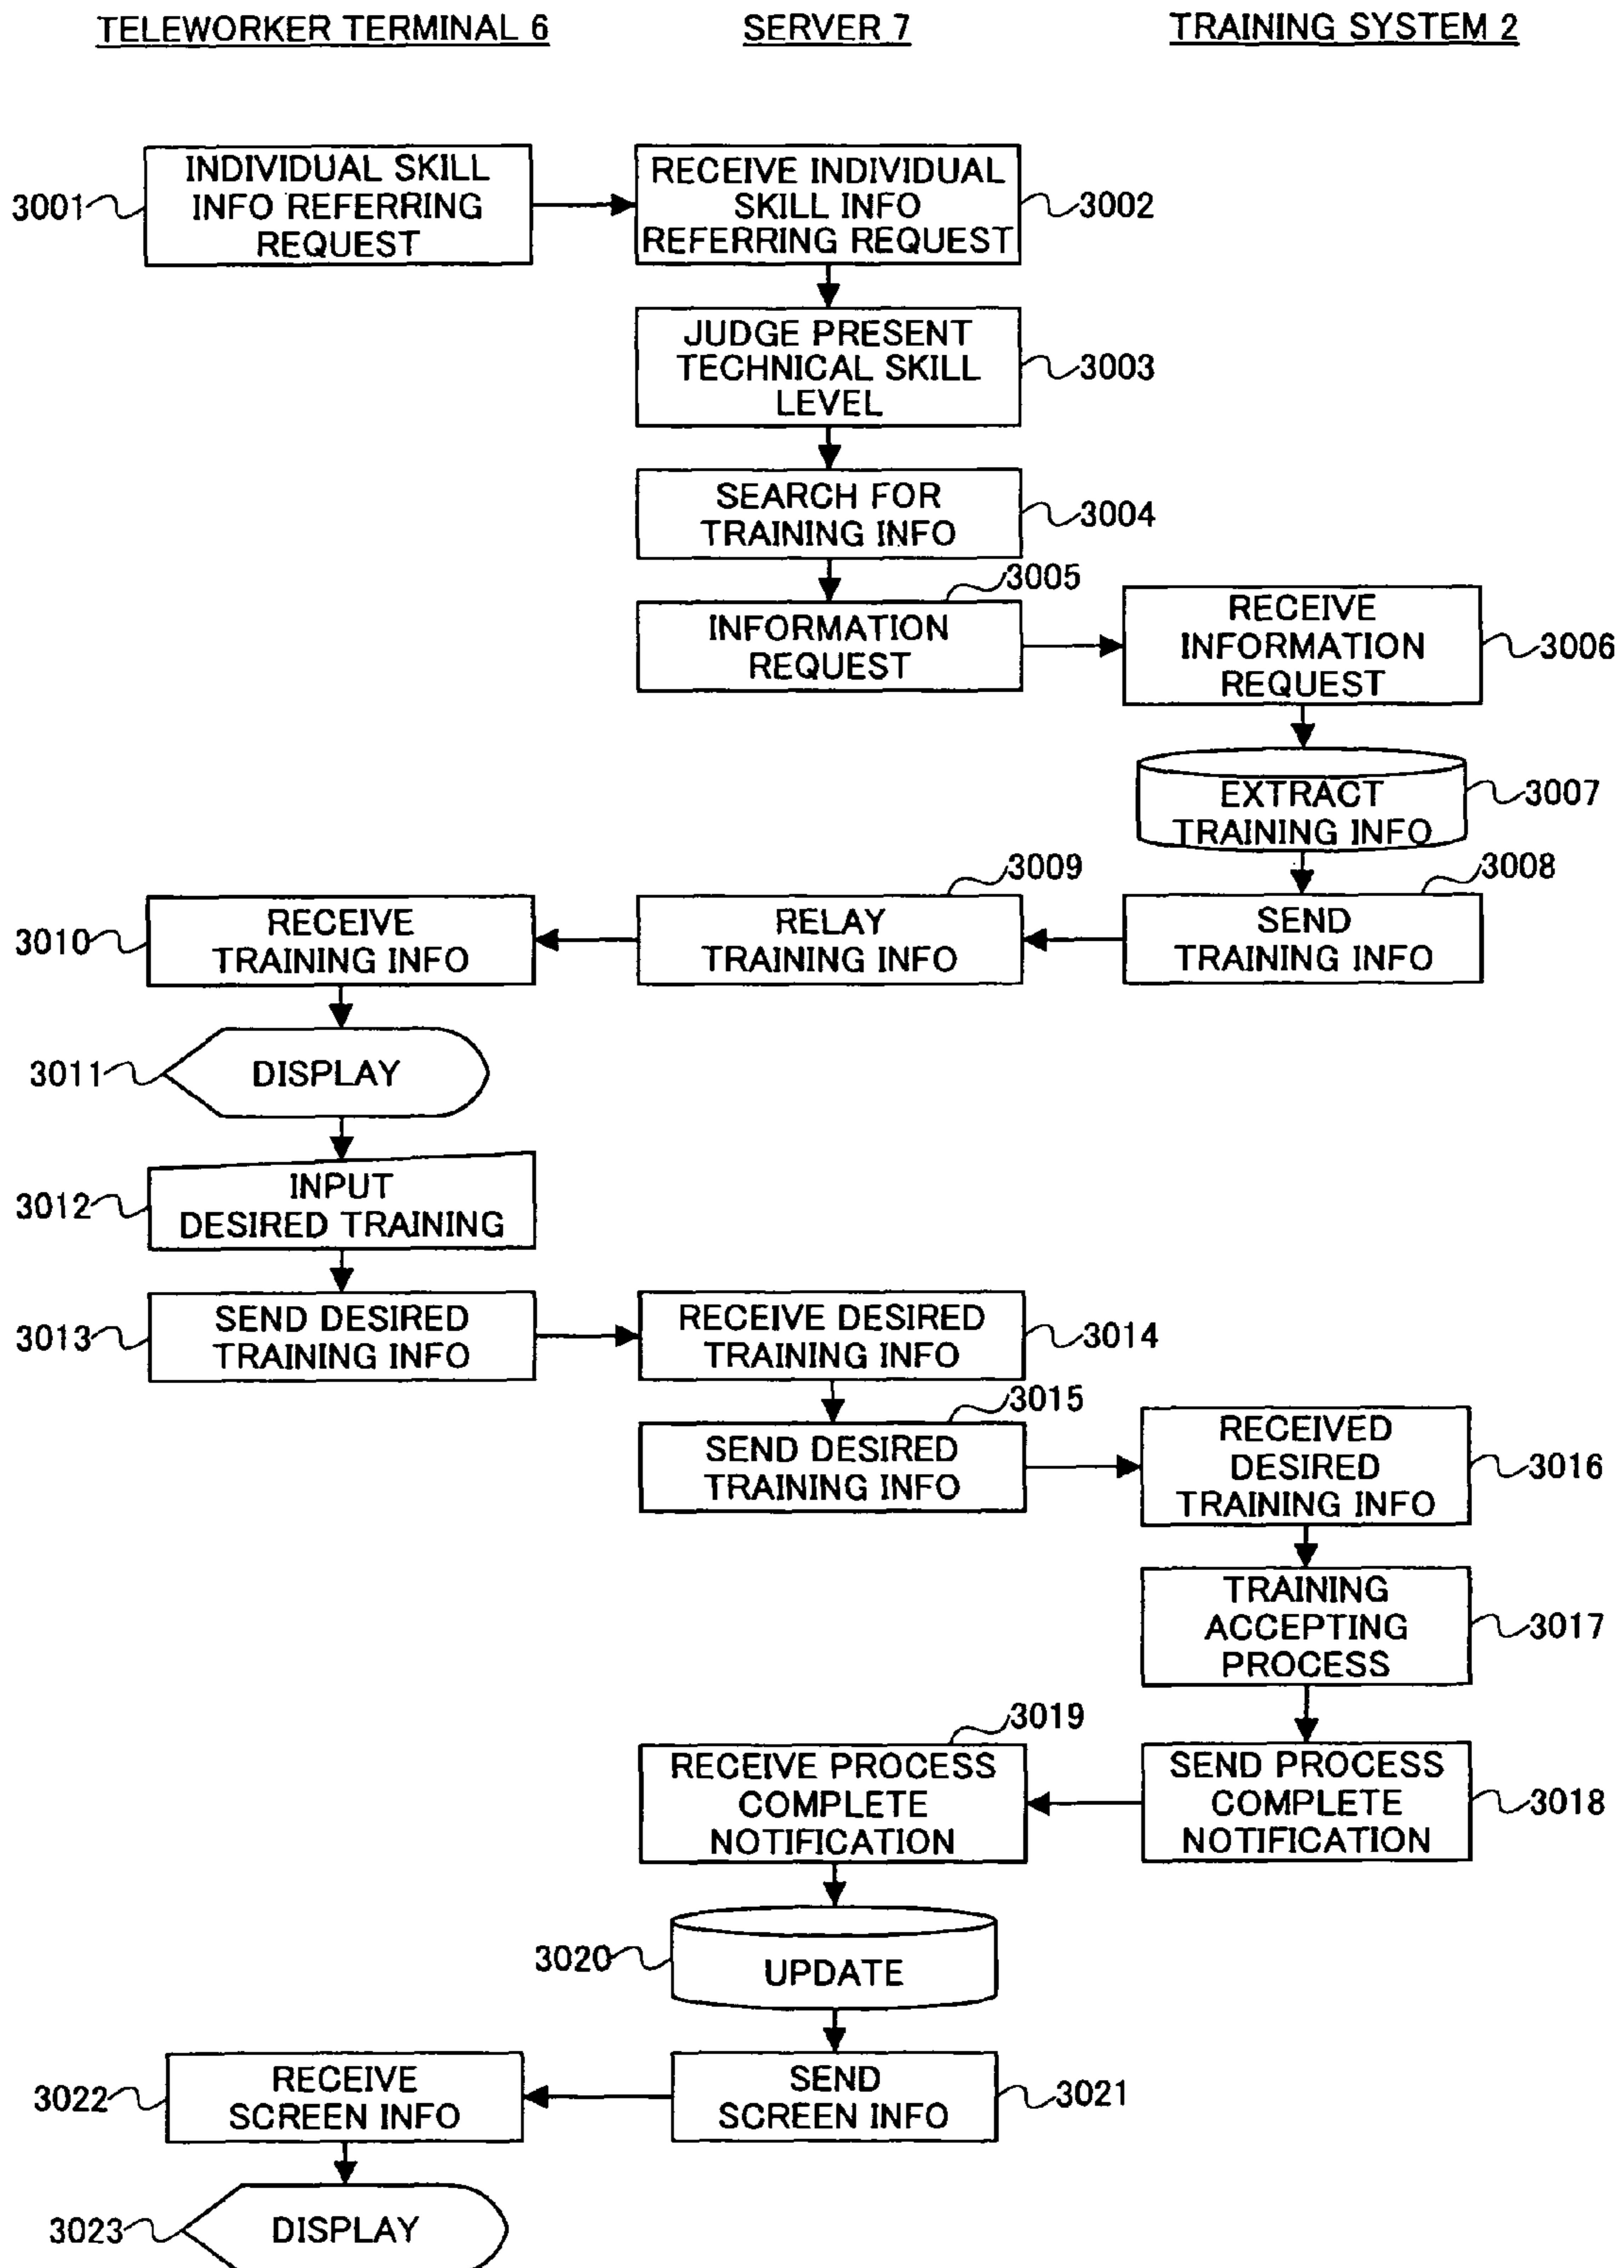 TELEWORKER TERMINAL 6
SERVER 7
TRAINING SYSTEM 2
3001
INDIVIDUAL SKILL
INFO REFERRING
REQUEST
RECEIVE INDIVIDUAL
SKILL INFO
REFERRING REQUEST
3002
JUDGE PRESENT
TECHNICAL SKILL
LEVEL
3003
SEARCH FOR
TRAINING INFO
3004
3005
INFORMATION
REQUEST
RECEIVE
INFORMATION
REQUEST
3006
EXTRACT
TRAINING INFO
3007
3008
SEND
TRAINING INFO
3009
RELAY
TRAINING INFO
3010
RECEIVE
TRAINING INFO
3011
DISPLAY
3012
INPUT
DESIRED TRAINING
3013
SEND DESIRED
TRAINING INFO
RECEIVE DESIRED
TRAINING INFO
3014
3015
SEND DESIRED
TRAINING INFO
RECEIVED
DESIRED
TRAINING INFO
3016
TRAINING
ACCEPTING
PROCESS
3017
SEND PROCESS
COMPLETE
NOTIFICATION
3018
3019
RECEIVE PROCESS
COMPLETE
NOTIFICATION
3020
UPDATE
SEND
SCREEN INFO
3021
3022
RECEIVE
SCREEN INFO
3023
DISPLAY